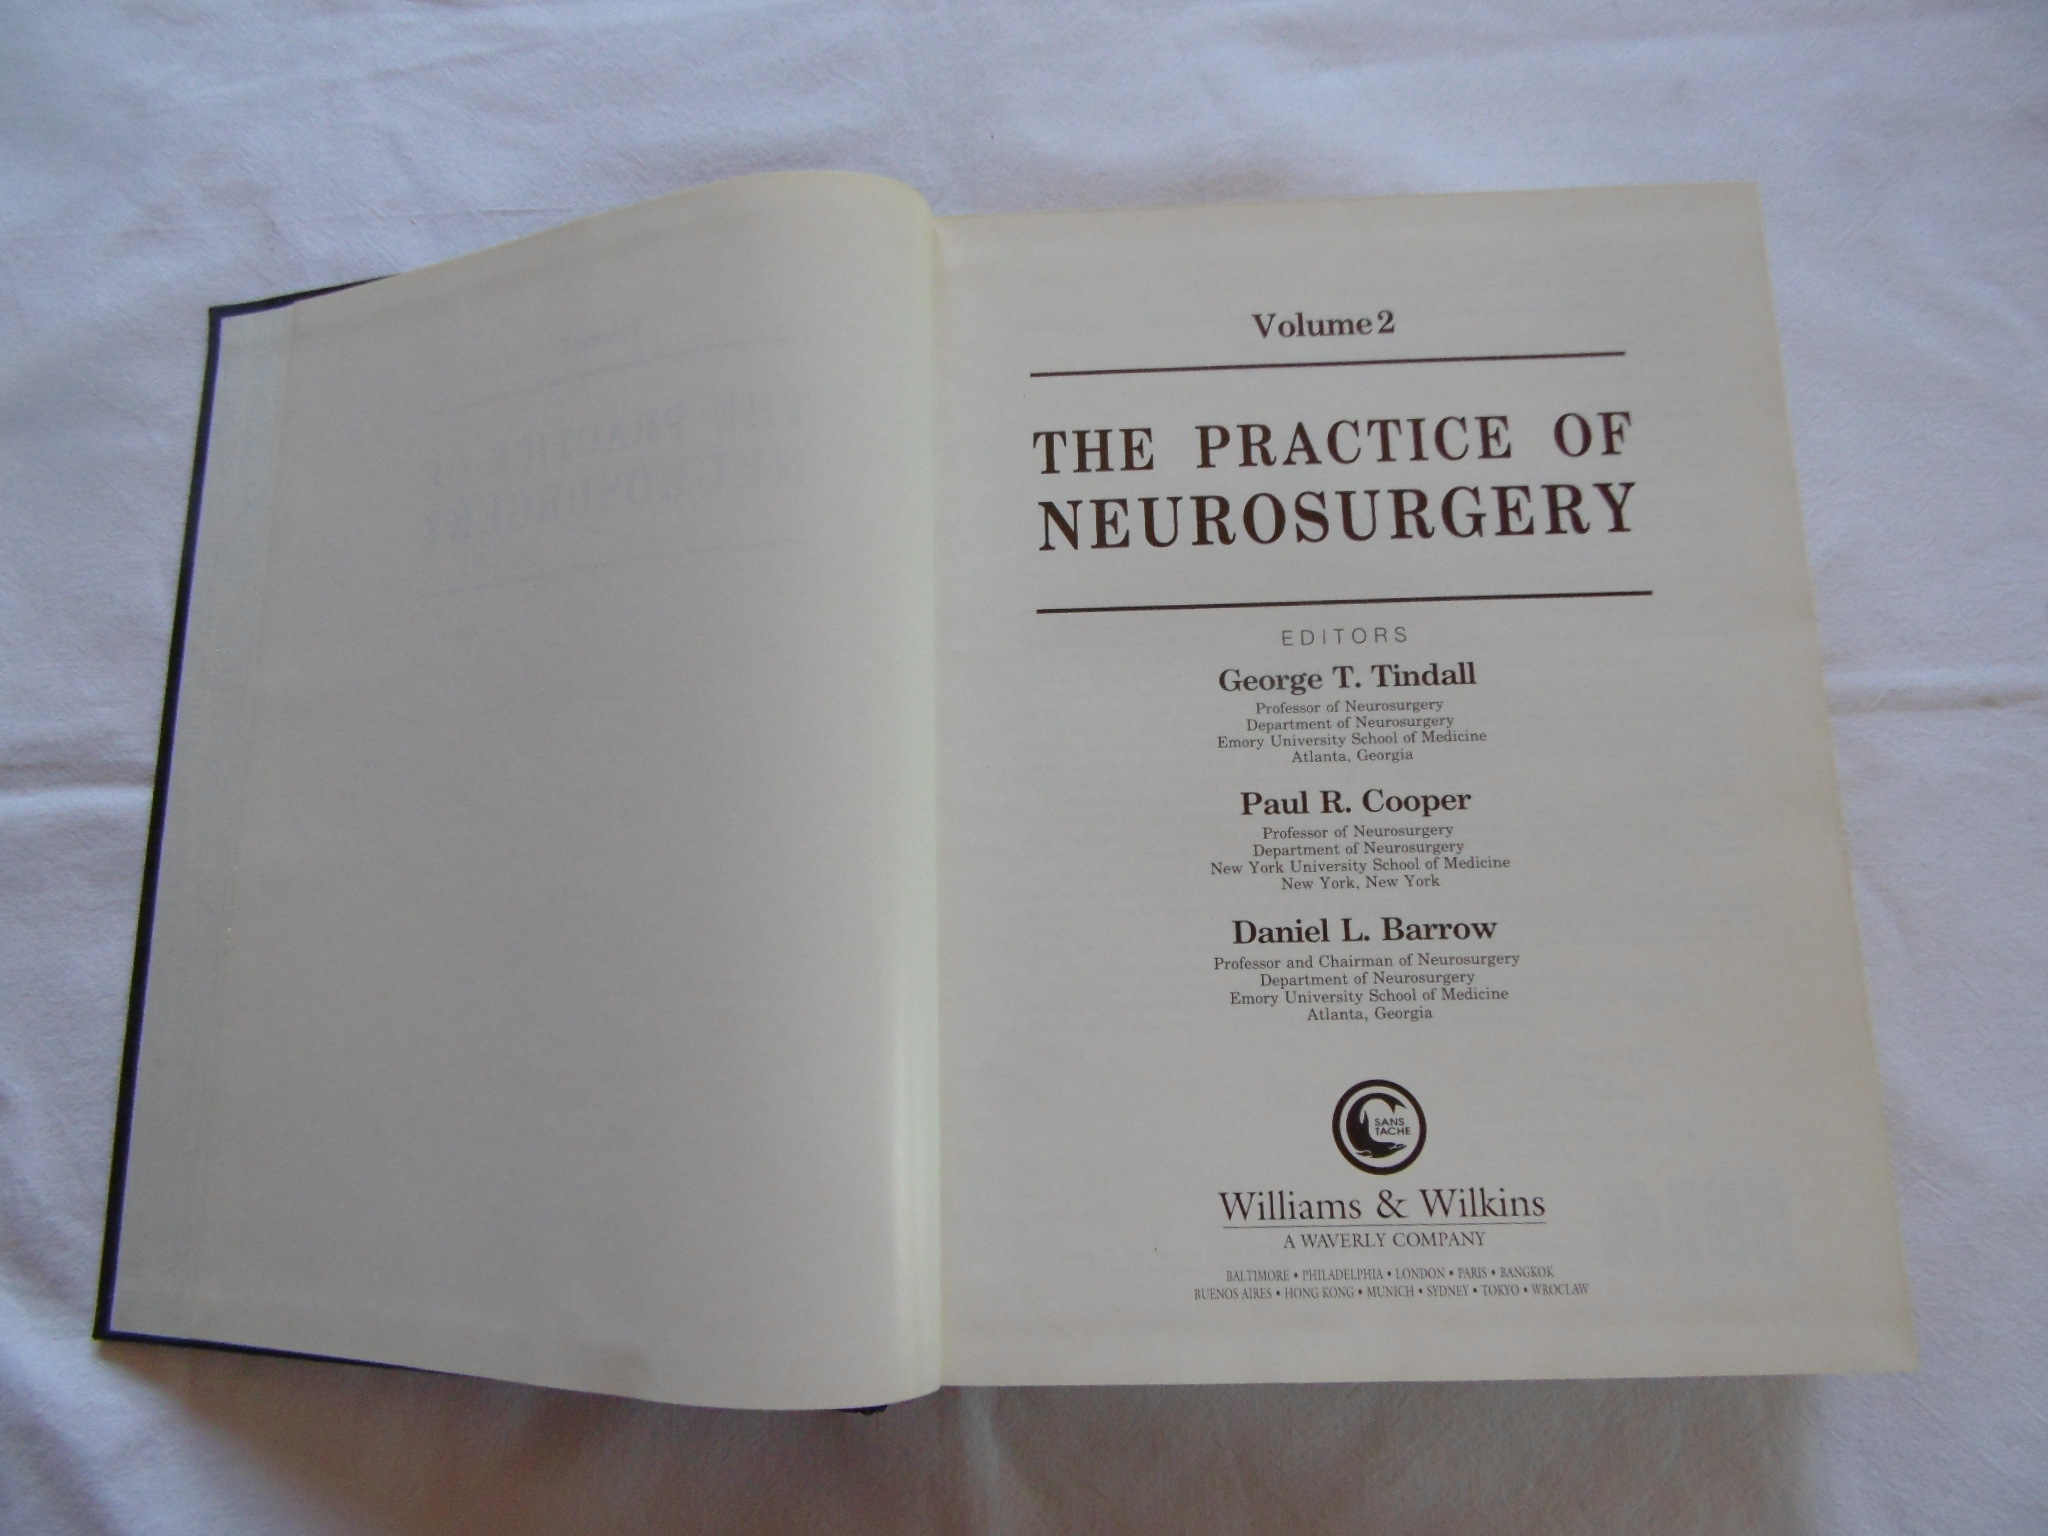 Volume 2
THE PRACTICE OF
NEUROSURGERY
EDITORS
George T. Tindall
Professor of Neurosurgery
Department of Neurosurgery
Emory University School of Medicine
Atlanta, Georgia
Paul R. Cooper
Professor of Neurosurgery
Department of Neurosurgery
New York University School of Medicine
New York, New York
Daniel L. Barrow
Professor and Chairman of Neurosurgery
Department of Neurosurgery
Emory University School of Medicine
Atlanta, Georgia
SANS
TACHE
Williams & Wilkins
A WAVERLY COMPANY
BALTIMORE • PHILADELPHIA • LONDON • PARIS • BANGKOK
BUENOS AIRES • HONG KONG • MUNICH • SYDNEY • TOKYO • WROCLAW